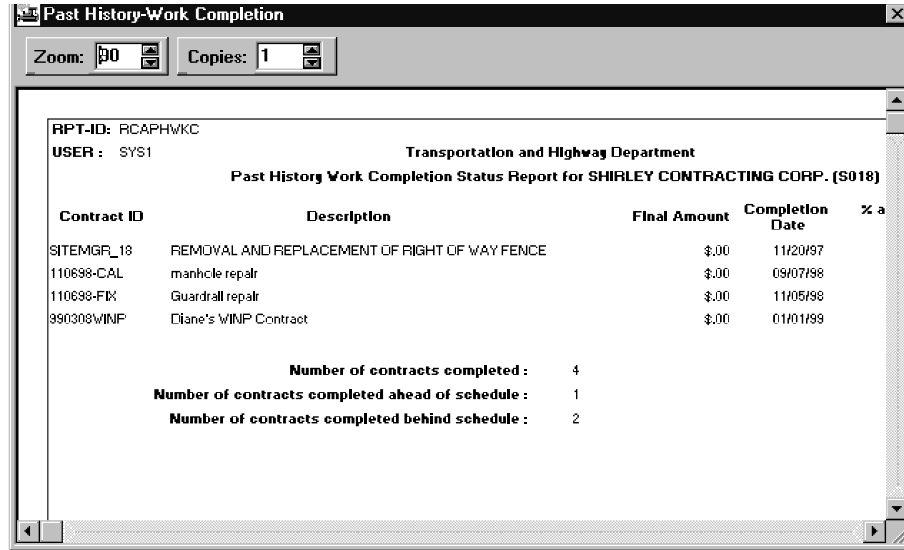 Past History-Work Completion
Zoom: 90 Copies: 1
RPT-ID: RCAPHWKC
USER : SYS1 Transportation and Highway Department
Past History Work Completion Status Report for SHIRLEY CONTRACTING CORP. (S018)
Contract ID Description Final Amount Completion Date % a
SITEMGR_18 REMOVAL AND REPLACEMENT OF RIGHT OF WAY FENCE $.00 11/20/97
110698-CAL manhole repair $.00 09/07/98
110698-FIX Guardrail repair $.00 11/05/98
990308WINP Diane's WINP Contract $.00 01/01/99
Number of contracts completed : 4
Number of contracts completed ahead of schedule : 1
Number of contracts completed behind schedule : 2